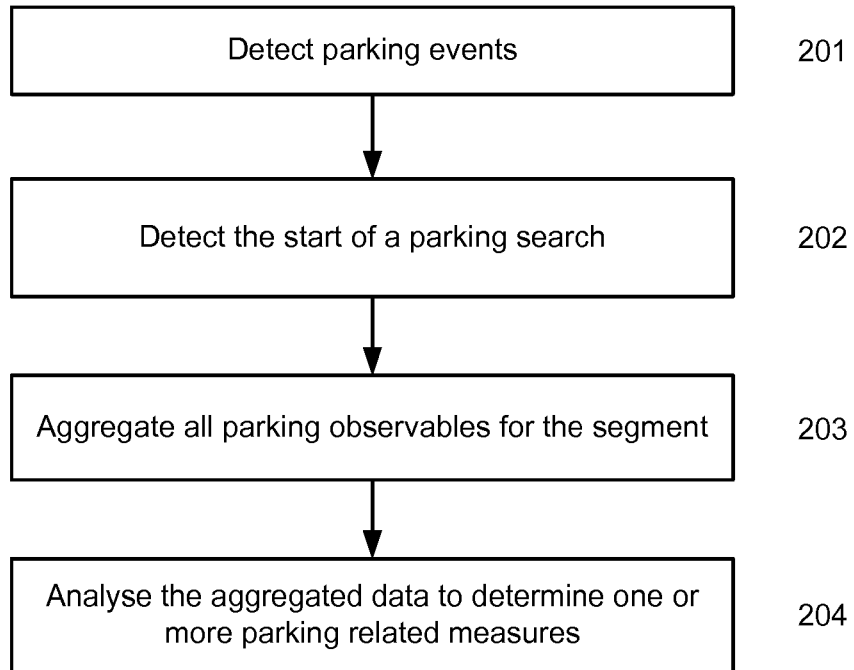 Detect parking events 201
Detect the start of a parking search 202
Aggregate all parking observables for the segment 203
Analyse the aggregated data to determine one or
more parking related measures 204